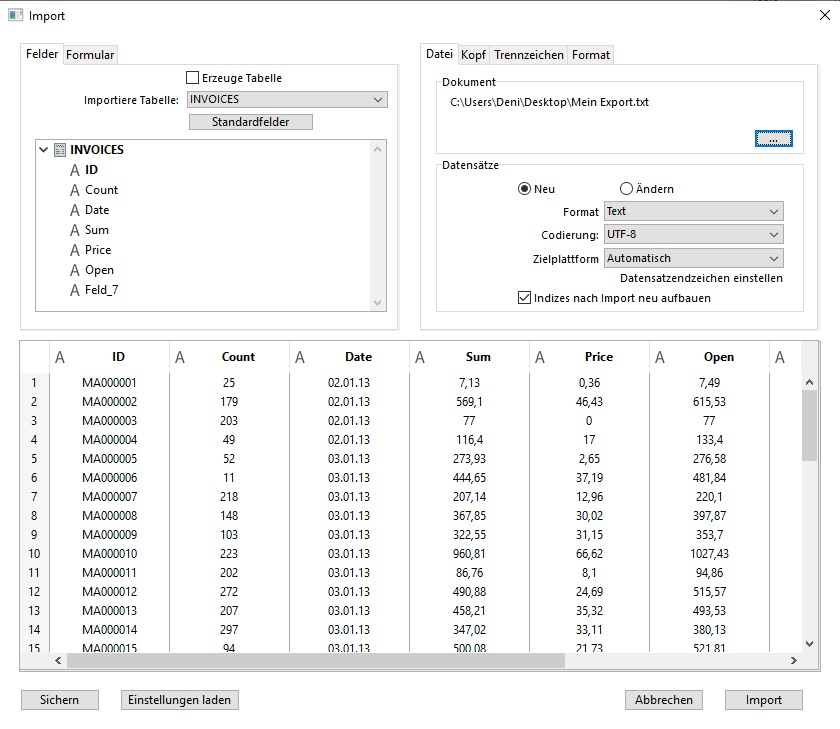 Import
Felder Formular
Erzeuge Tabelle
Importiere Tabelle: INVOICES
Standardfelder
INVOICES
A ID
A Count
A Date
A Sum
A Price
A Open
A Feld_7
Datei Kopf Trennzeichen Format
Dokument
C:\Users\Deni\Desktop\Mein Export.txt
...
Datensätze
Neu Ändern
Format Text
Codierung: UTF-8
Zielplattform Automatisch
Datensatzendzeichen einstellen
Indizes nach Import neu aufbauen
A ID A Count A Date A Sum A Price A Open A
1 MA000001 25 02.01.13 7,13 0,36 7,49
2 MA000002 179 02.01.13 569,1 46,43 615,53
3 MA000003 203 02.01.13 77 0 77
4 MA000004 49 02.01.13 116,4 17 133,4
5 MA000005 52 03.01.13 273,93 2,65 276,58
6 MA000006 11 03.01.13 444,65 37,19 481,84
7 MA000007 218 03.01.13 207,14 12,96 220,1
8 MA000008 148 03.01.13 367,85 30,02 397,87
9 MA000009 103 03.01.13 322,55 31,15 353,7
10 MA000010 223 03.01.13 960,81 66,62 1027,43
11 MA000011 202 03.01.13 86,76 8,1 94,86
12 MA000012 272 03.01.13 490,88 24,69 515,57
13 MA000013 207 03.01.13 458,21 35,32 493,53
14 MA000014 297 03.01.13 347,02 33,11 380,13
15 MA000015 94 03.01.13 500,08 21,73 521,81
Sichern Einstellungen laden Abbrechen Import